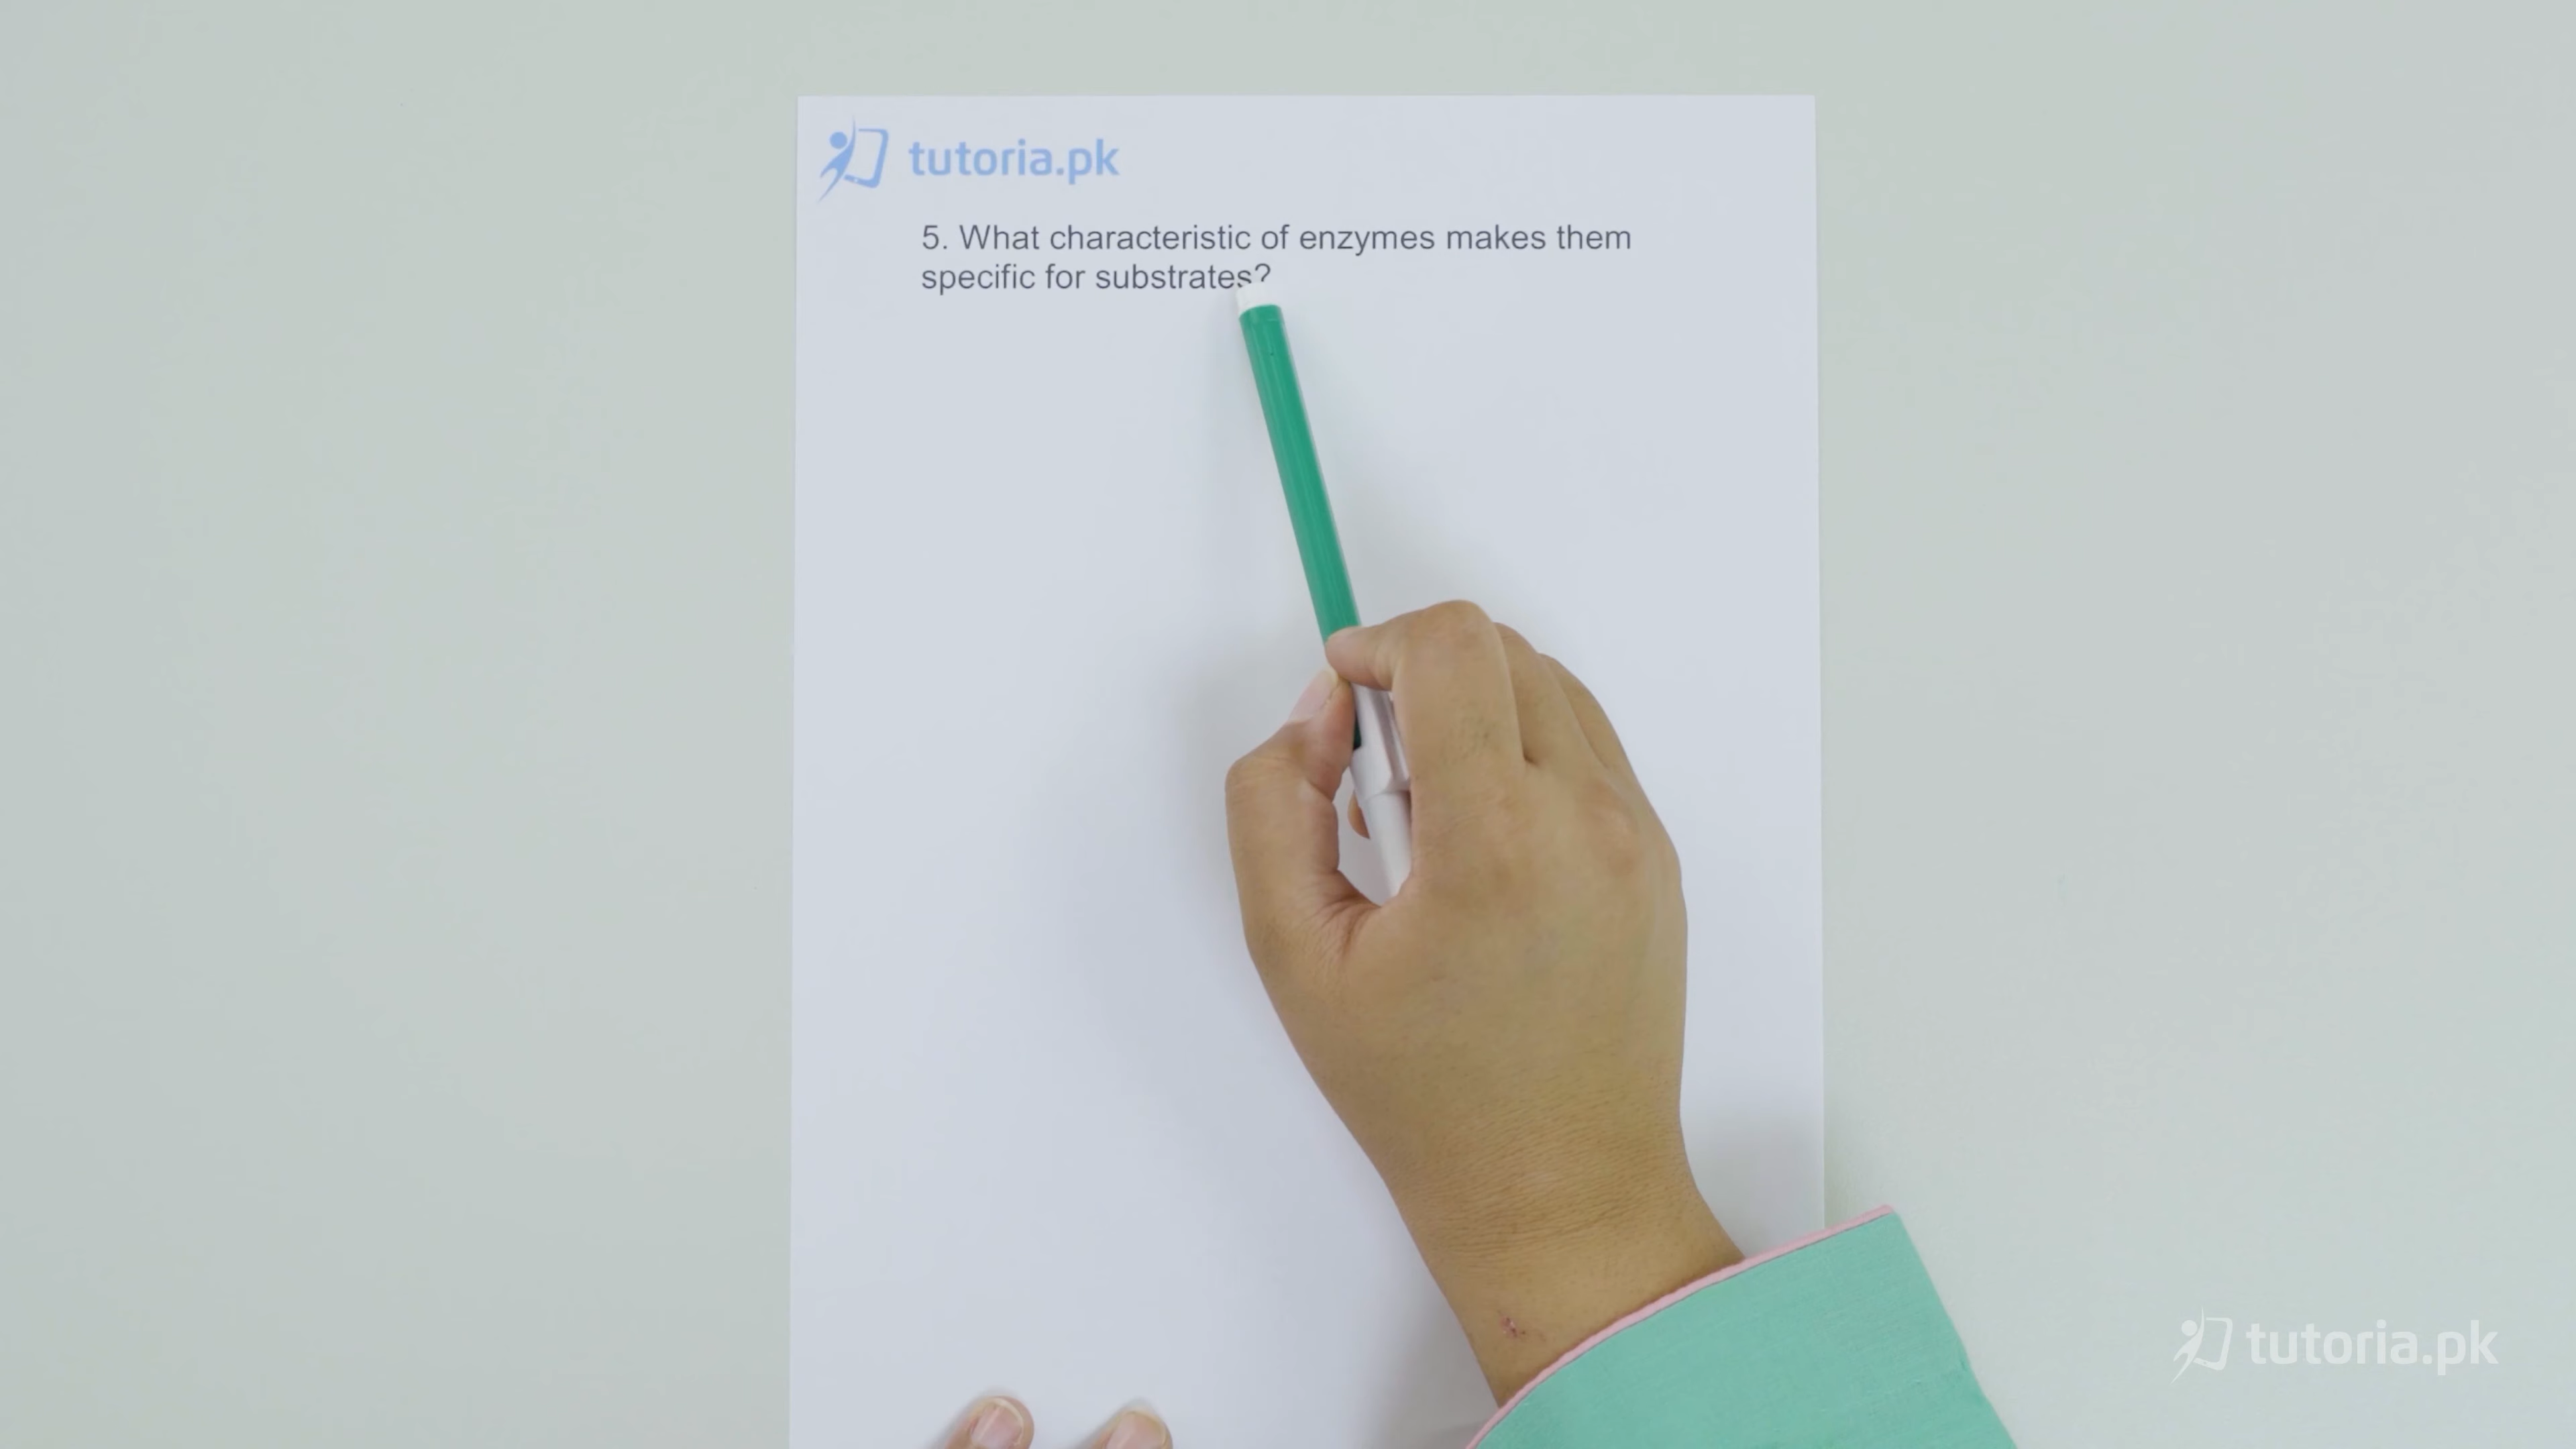 tutoria.pk
5. What characteristic of enzymes makes them
specific for substrates?
tutoria.pk